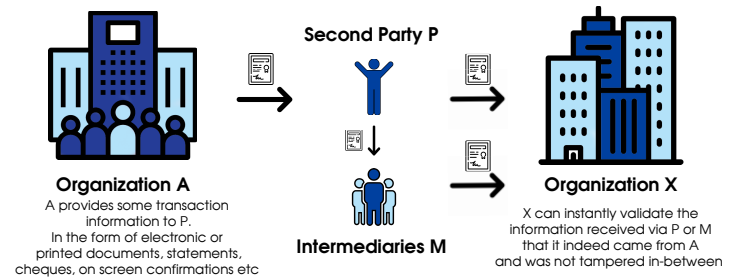 Second Party P
Intermediaries M
Organization A
A provides some transaction
information to P.
In the form of electronic or
printed documents, statements,
cheques, on screen confirmations etc
Organization X
X can instantly validate the
information received via P or M
that it indeed came from A
and was not tampered in-between